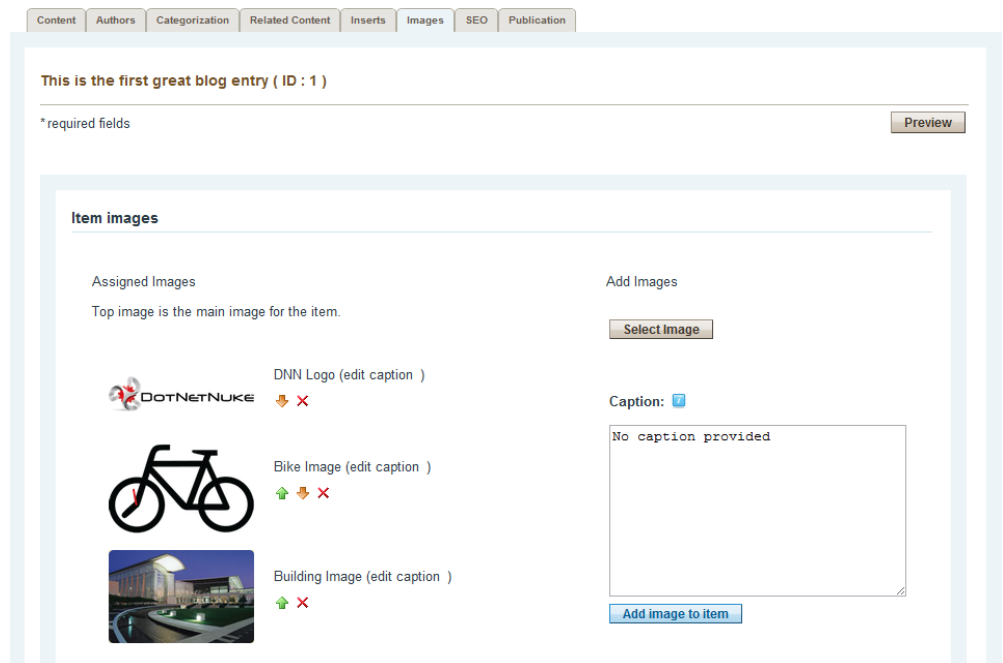 Content Authors Categorization Related Content Inserts Images SEO Publication
This is the first great blog entry ( ID : 1 )
* required fields
Preview
Item images
Assigned Images
Top image is the main image for the item.
DOTNETNUKE
DNN Logo (edit caption )
Bike Image (edit caption )
Building Image (edit caption )
Add Images
Select Image
Caption:
No caption provided
Add image to item